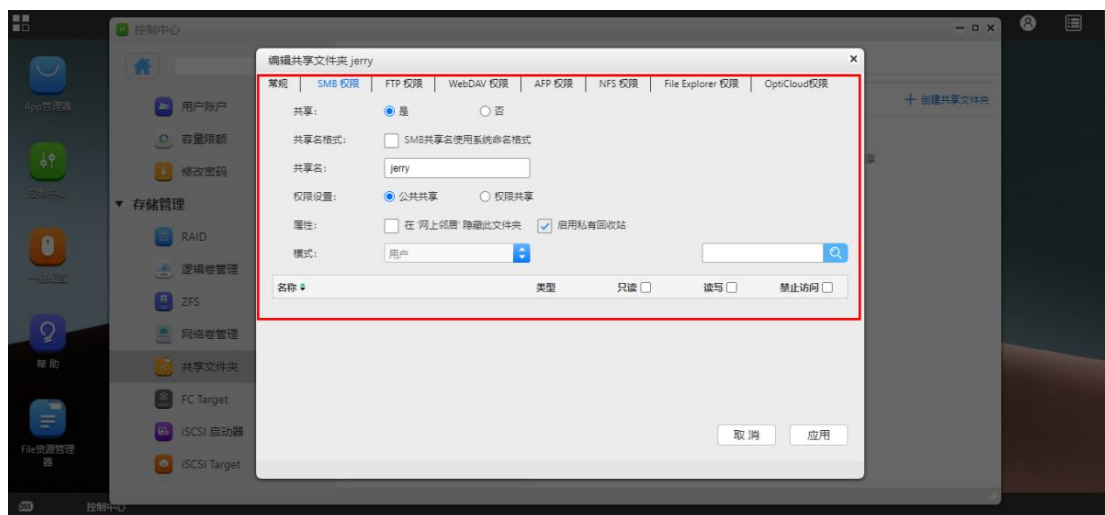 控制中心
编辑共享文件夹 jerry
常规 SMB 权限 FTP 权限 WebDAV 权限 AFP 权限 NFS 权限 File Explorer 权限 OptiCloud权限
App管理器
用户账户
共享: 是 否
创建共享文件夹
容量限额
共享名格式: SMB共享名使用系统命名格式
修改密码
共享名: jerry
享
控制中心
存储管理
权限设置: 公共共享 权限共享
RAID
属性: 在 '网上邻居' 隐藏此文件夹 启用私有回收站
逻辑卷管理
模式: 用户
名称 类型 只读 读写 禁止访问
ZFS
网络卷管理
帮 助
共享文件夹
FC Target
iSCSI 启动器
取 消 应用
File资源管理
器
iSCSI Target
控制中心